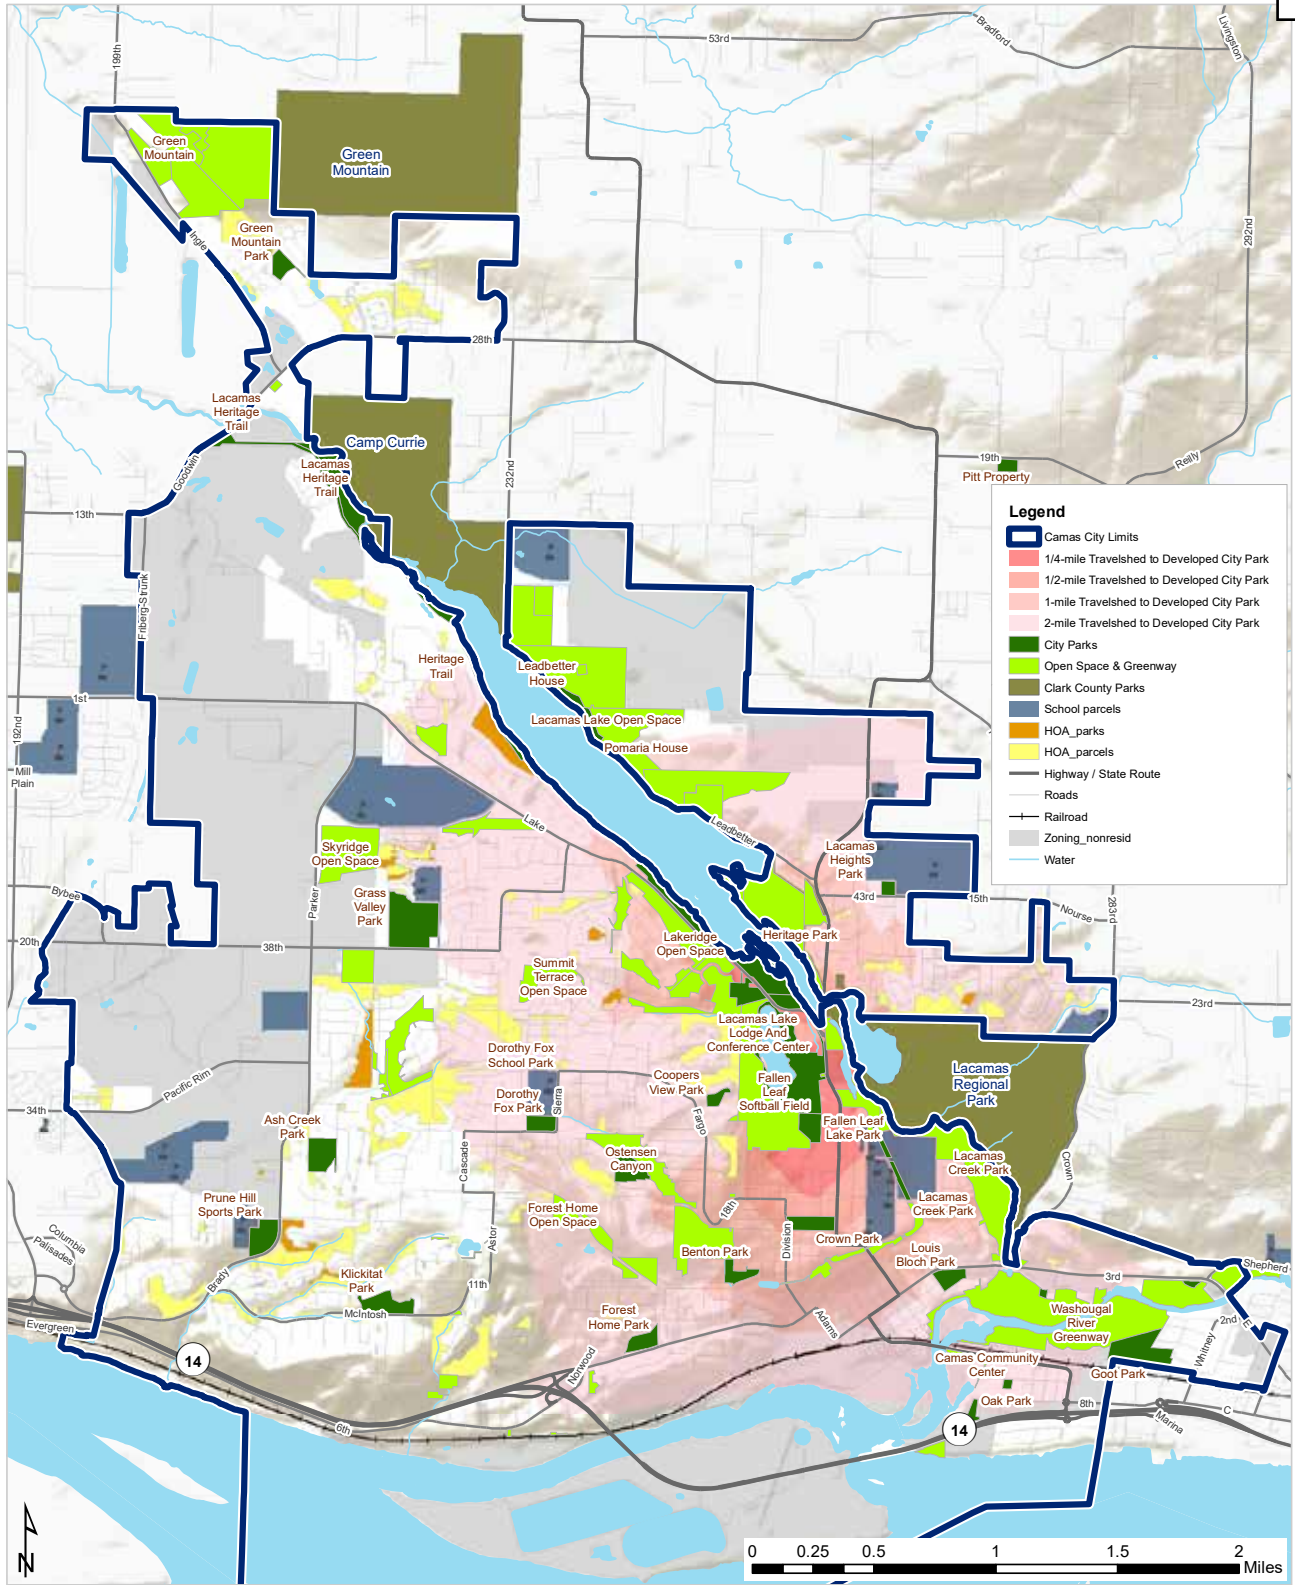 199th
53rd
Bradford
Livingston
Green
Mountain
Green
Mountain
Green
Mountain
Park
Ingle
292nd
28th
Lacamas
Heritage
Trail
Camp Currie
Lacamas
Heritage
Trail
Goodwin
232nd
19th
Reilly
Pitt Property
13th
Friberg-Strunk
Legend
Camas City Limits
1/4-mile Travelshed to Developed City Park
1/2-mile Travelshed to Developed City Park
1-mile Travelshed to Developed City Park
2-mile Travelshed to Developed City Park
City Parks
Open Space & Greenway
Clark County Parks
School parcels
HOA_parks
HOA_parcels
Highway / State Route
Roads
Railroad
Zoning_nonresid
Water
Heritage
Trail
Leadbetter
House
1st
192nd
Lacamas Lake Open Space
Pomaria House
Mill
Plain
Lake
Leadbetter
Skyridge
Open Space
Lacamas
Heights
Park
Bybee
Parker
Grass
Valley
Park
43rd
15th
Nourse
283rd
20th
38th
Lakeridge
Open Space
Heritage Park
Summit
Terrace
Open Space
23rd
Lacamas Lake
Lodge And
Conference Center
Dorothy Fox
School Park
Pacific Rim
Coopers
View Park
Fallen
Leaf
Softball Field
Lacamas
Regional
Park
Dorothy
Fox Park
Sierra
34th
Ash Creek
Park
Fargo
Fallen Leaf
Lake Park
Cascade
Ostensen
Canyon
Lacamas
Creek Park
Crown
Prune Hill
Sports Park
Lacamas
Creek Park
Forest Home
Open Space
18th
Columbia
Palisades
Astor
Benton Park
Division
Crown Park
Louis
Bloch Park
Shepherd
Brady
Klickitat
Park
11th
3rd
McIntosh
Forest
Home Park
Adams
Washougal
River
Greenway
2nd
E
Whitney
Evergreen
14
Norwood
Camas Community
Center
Goot Park
Oak Park
8th
C
Marina
6th
14
N
0 0.25 0.5 1 1.5 2
Miles